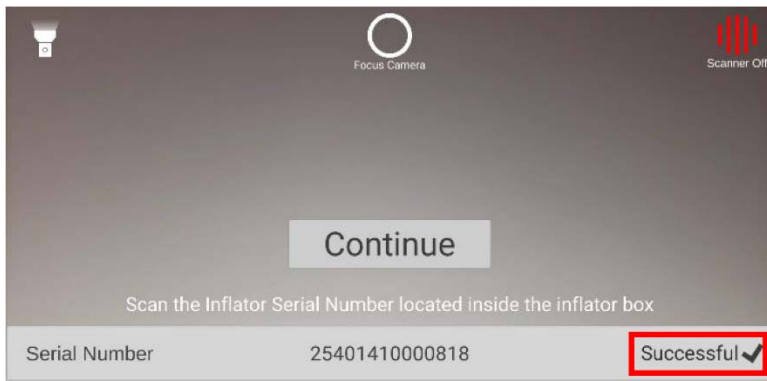 Focus Camera
Scanner Off
Continue
Scan the Inflator Serial Number located inside the inflator box
Serial Number 25401410000818 Successful